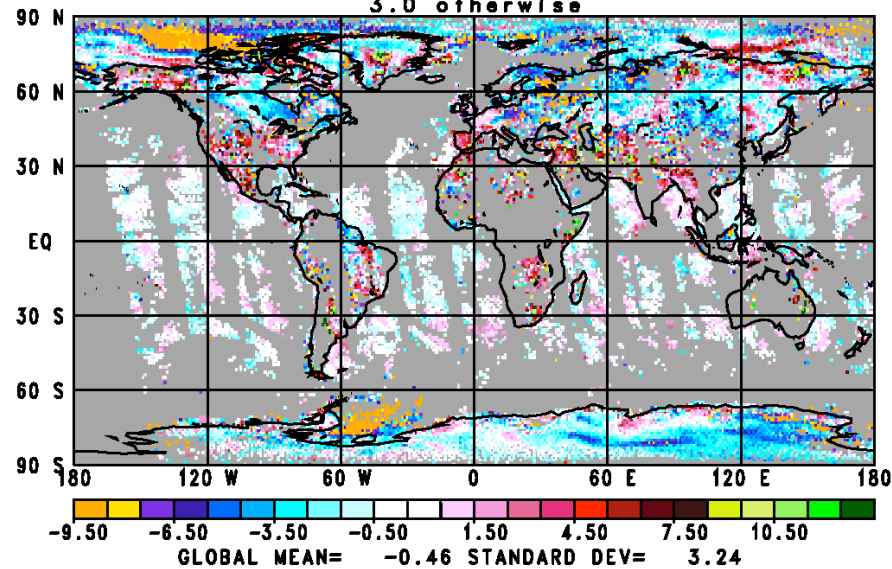 3.0 otherwise
90 N
60 N
30 N
EQ
30 S
60 S
90 S
180 120 W 60 W 0 60 E 120 E 180
-9.50 -6.50 -3.50 -0.50 1.50 4.50 7.50 10.50
GLOBAL MEAN= -0.46 STANDARD DEV= 3.24